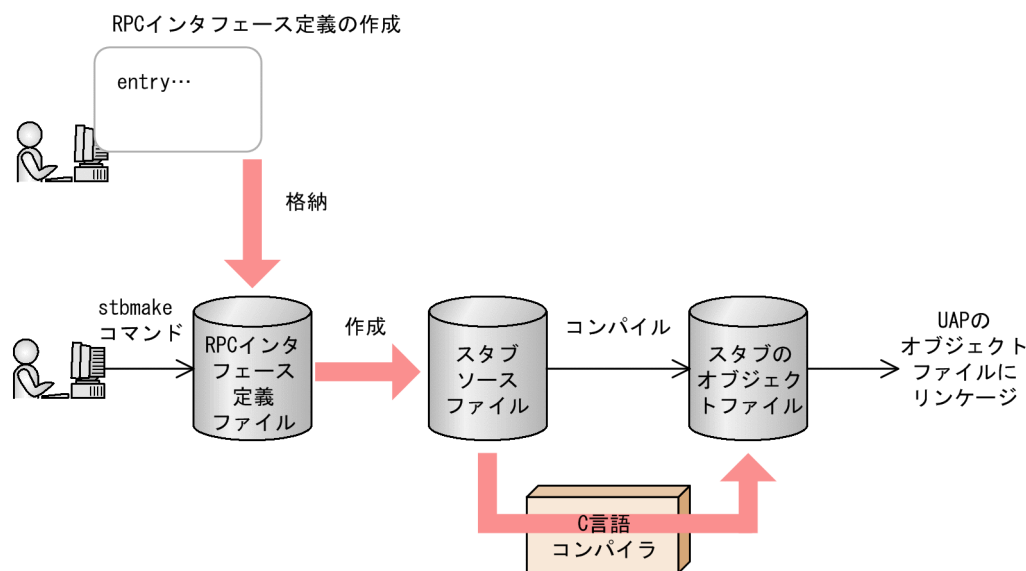 RPCインタフェース定義の作成
entry…
格納
stbmake
コマンド
RPCインタ
フェース
定義
ファイル
作成
スタブ
ソース
ファイル
コンパイル
スタブの
オブジェク
トファイル
UAPの
オブジェクト
ファイルに
リンケージ
C言語
コンパイラ